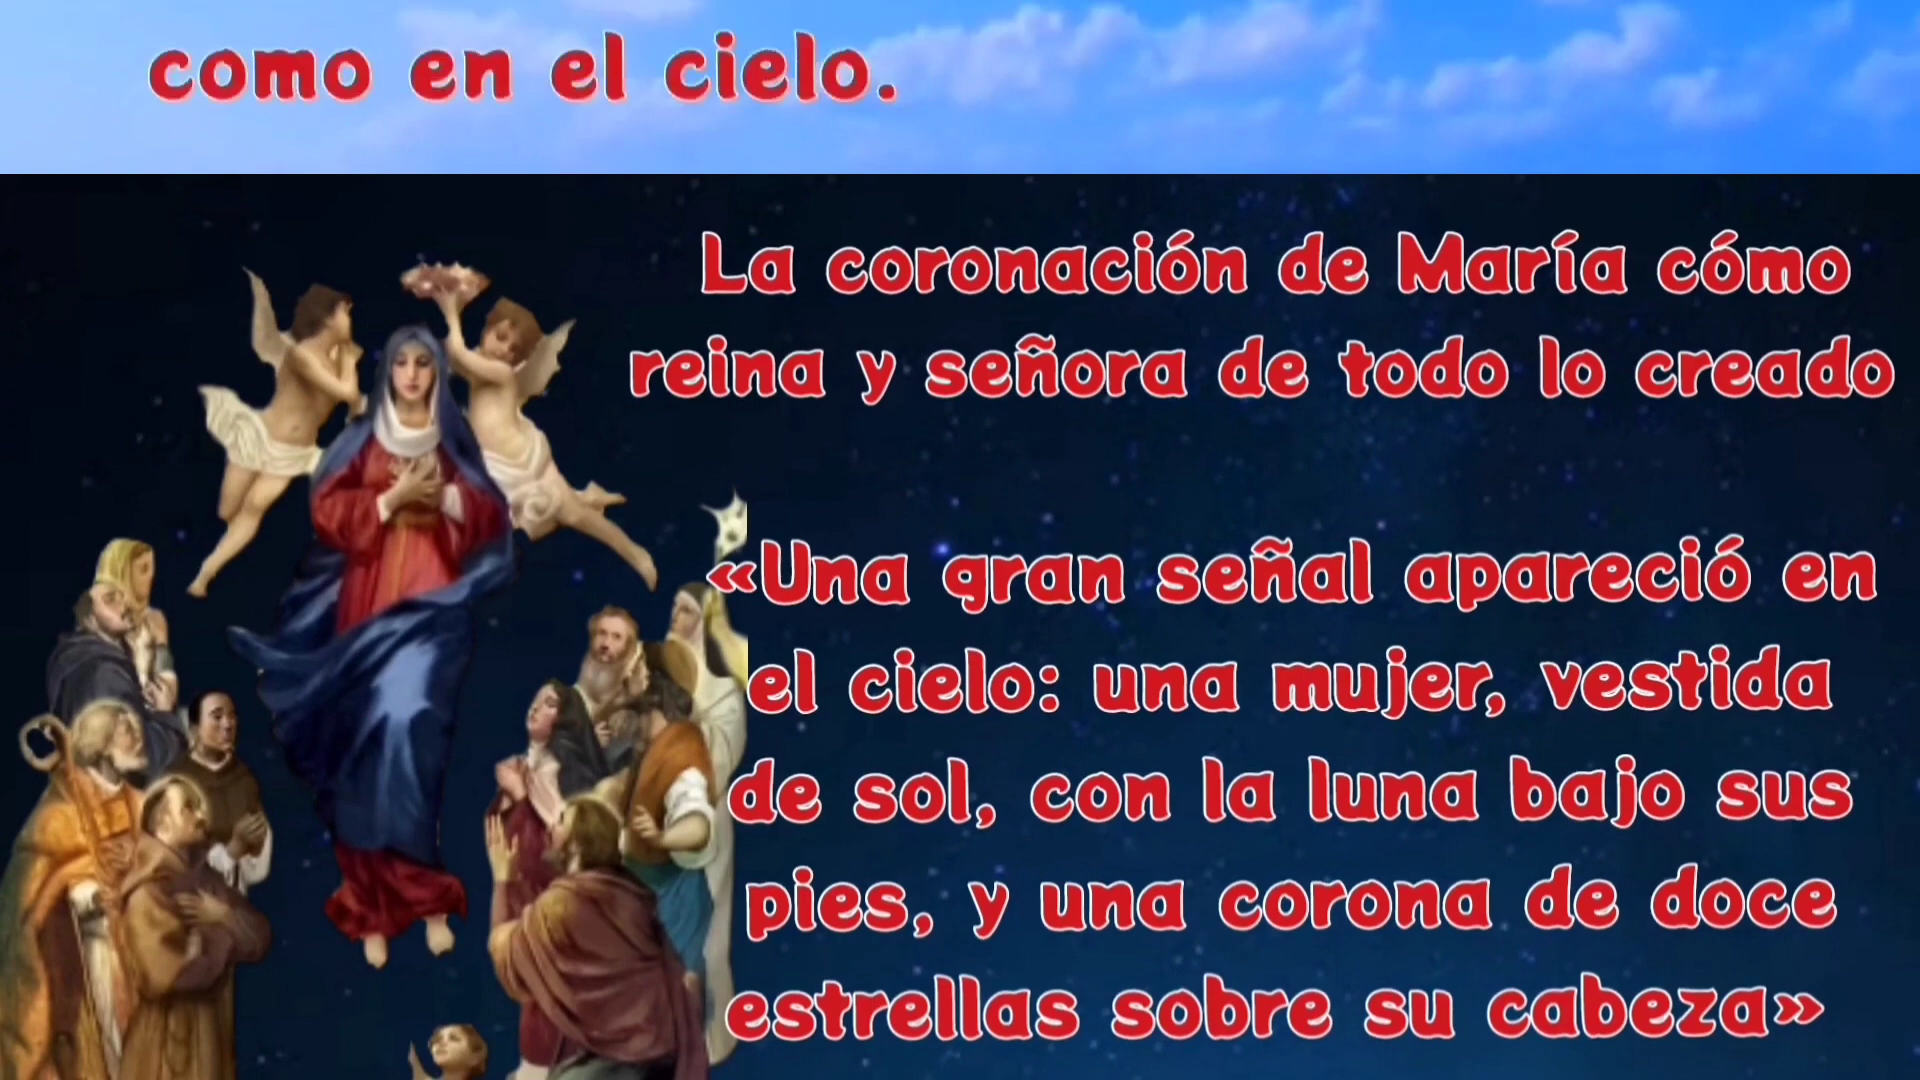 como en el cielo.
La coronación de María cómo
reina y señora de todo lo creado
«Una gran señal apareció en
el cielo: una mujer, vestida
de sol, con la luna bajo sus
pies, y una corona de doce
estrellas sobre su cabeza»